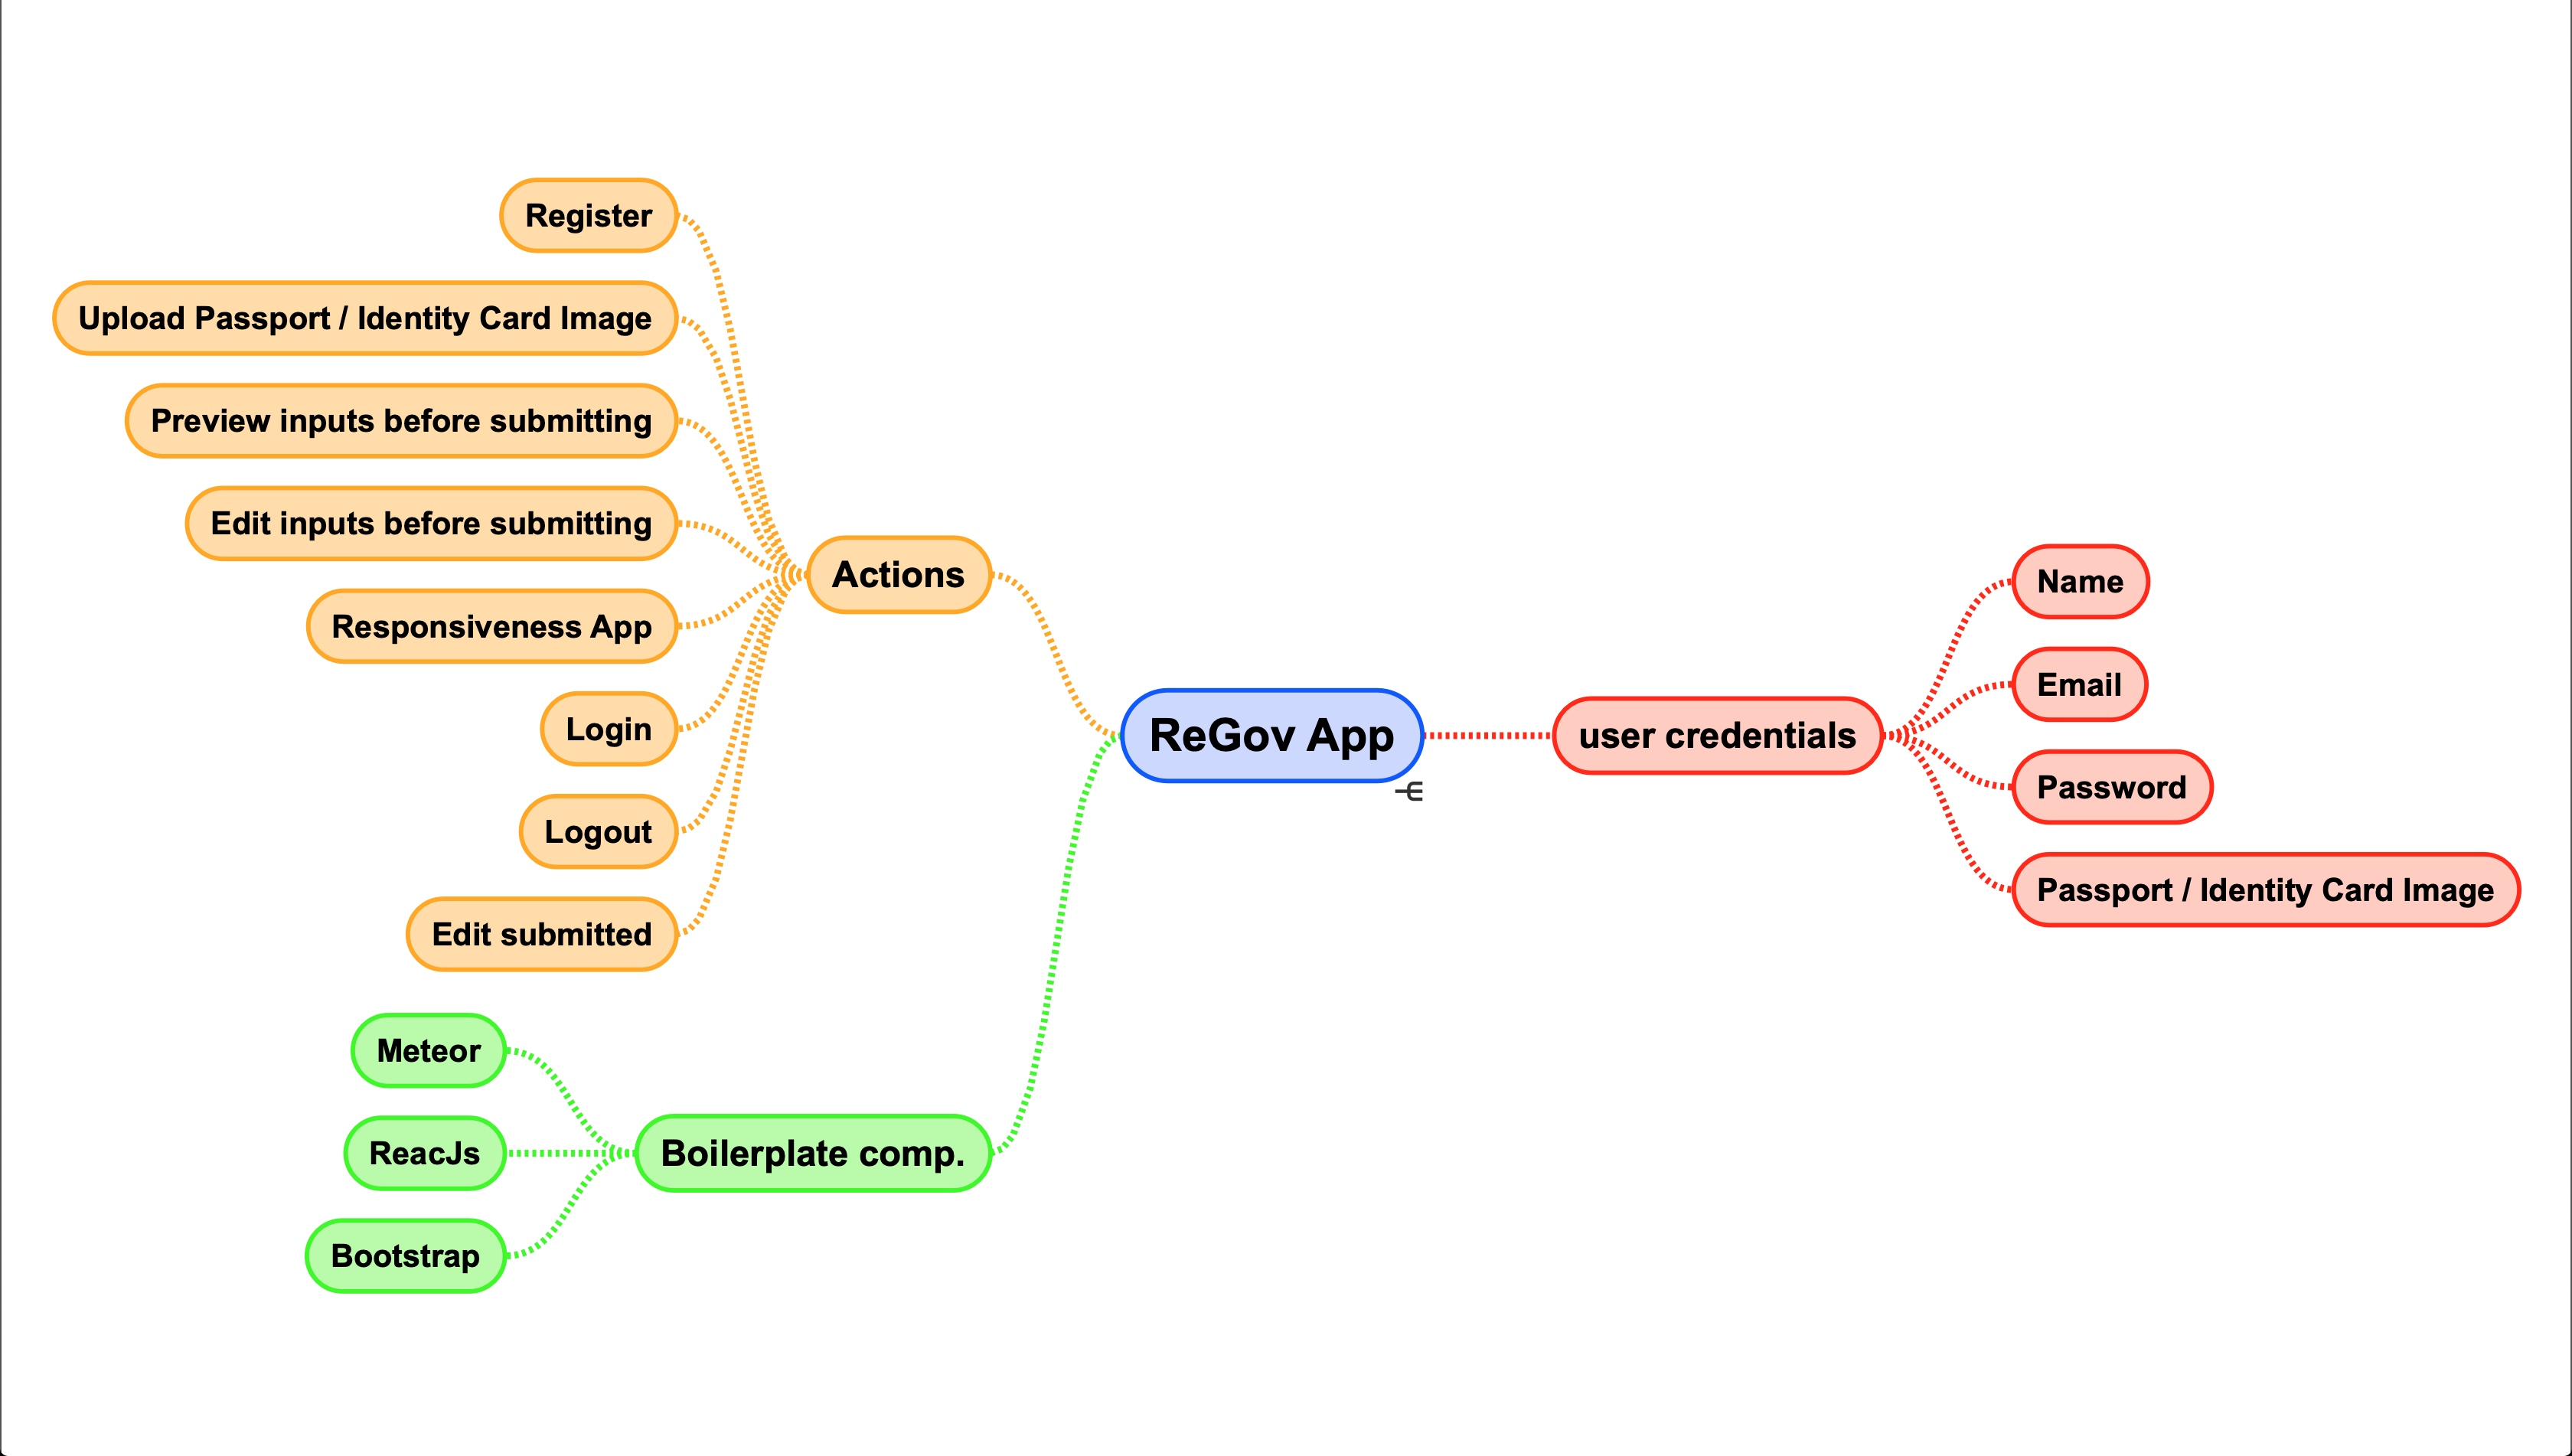 Register
Upload Passport / Identity Card Image
Preview inputs before submitting
Edit inputs before submitting
Responsiveness App
Login
Logout
Edit submitted
Actions
Meteor
ReacJs
Bootstrap
Boilerplate comp.
ReGov App
user credentials
Name
Email
Password
Passport / Identity Card Image